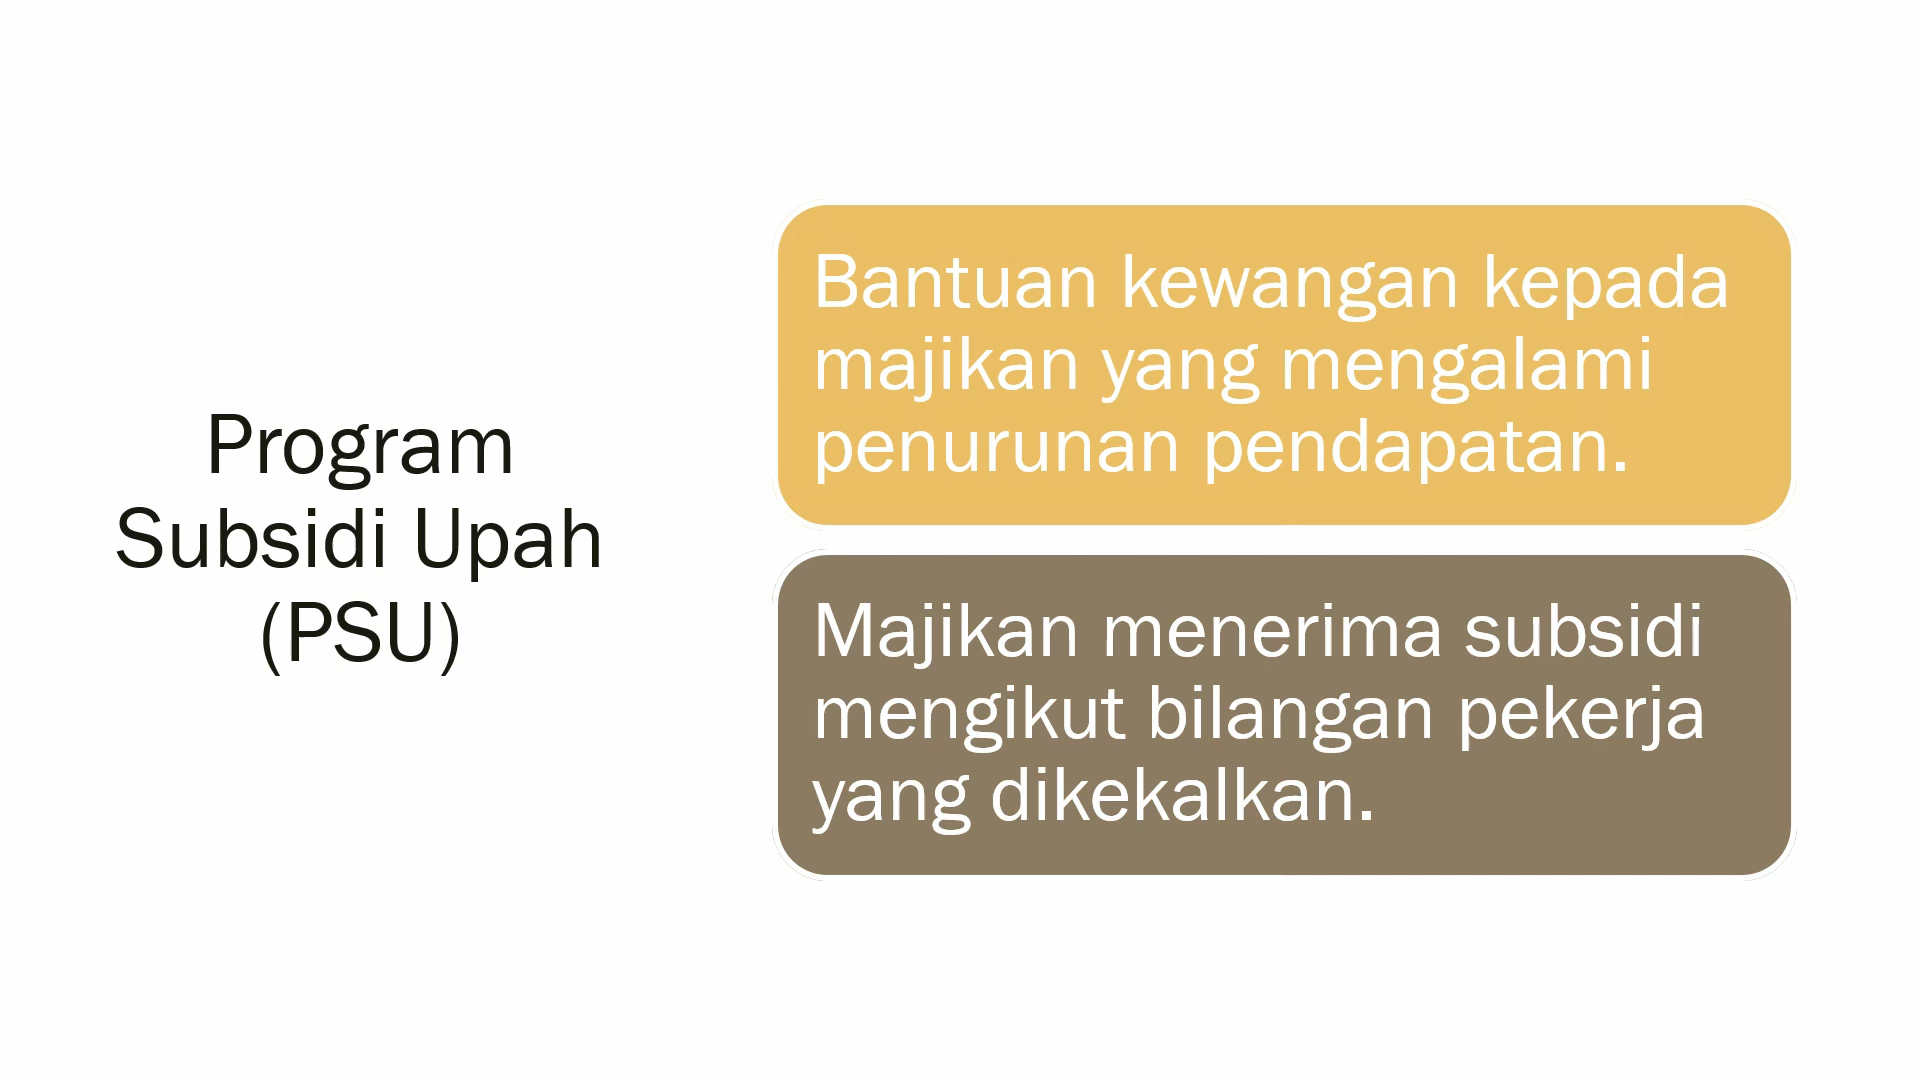 Program
Subsidi Upah
(PSU)
Bantuan kewangan kepada
majikan yang mengalami
penurunan pendapatan.
Majikan menerima subsidi
mengikut bilangan pekerja
yang dikekalkan.